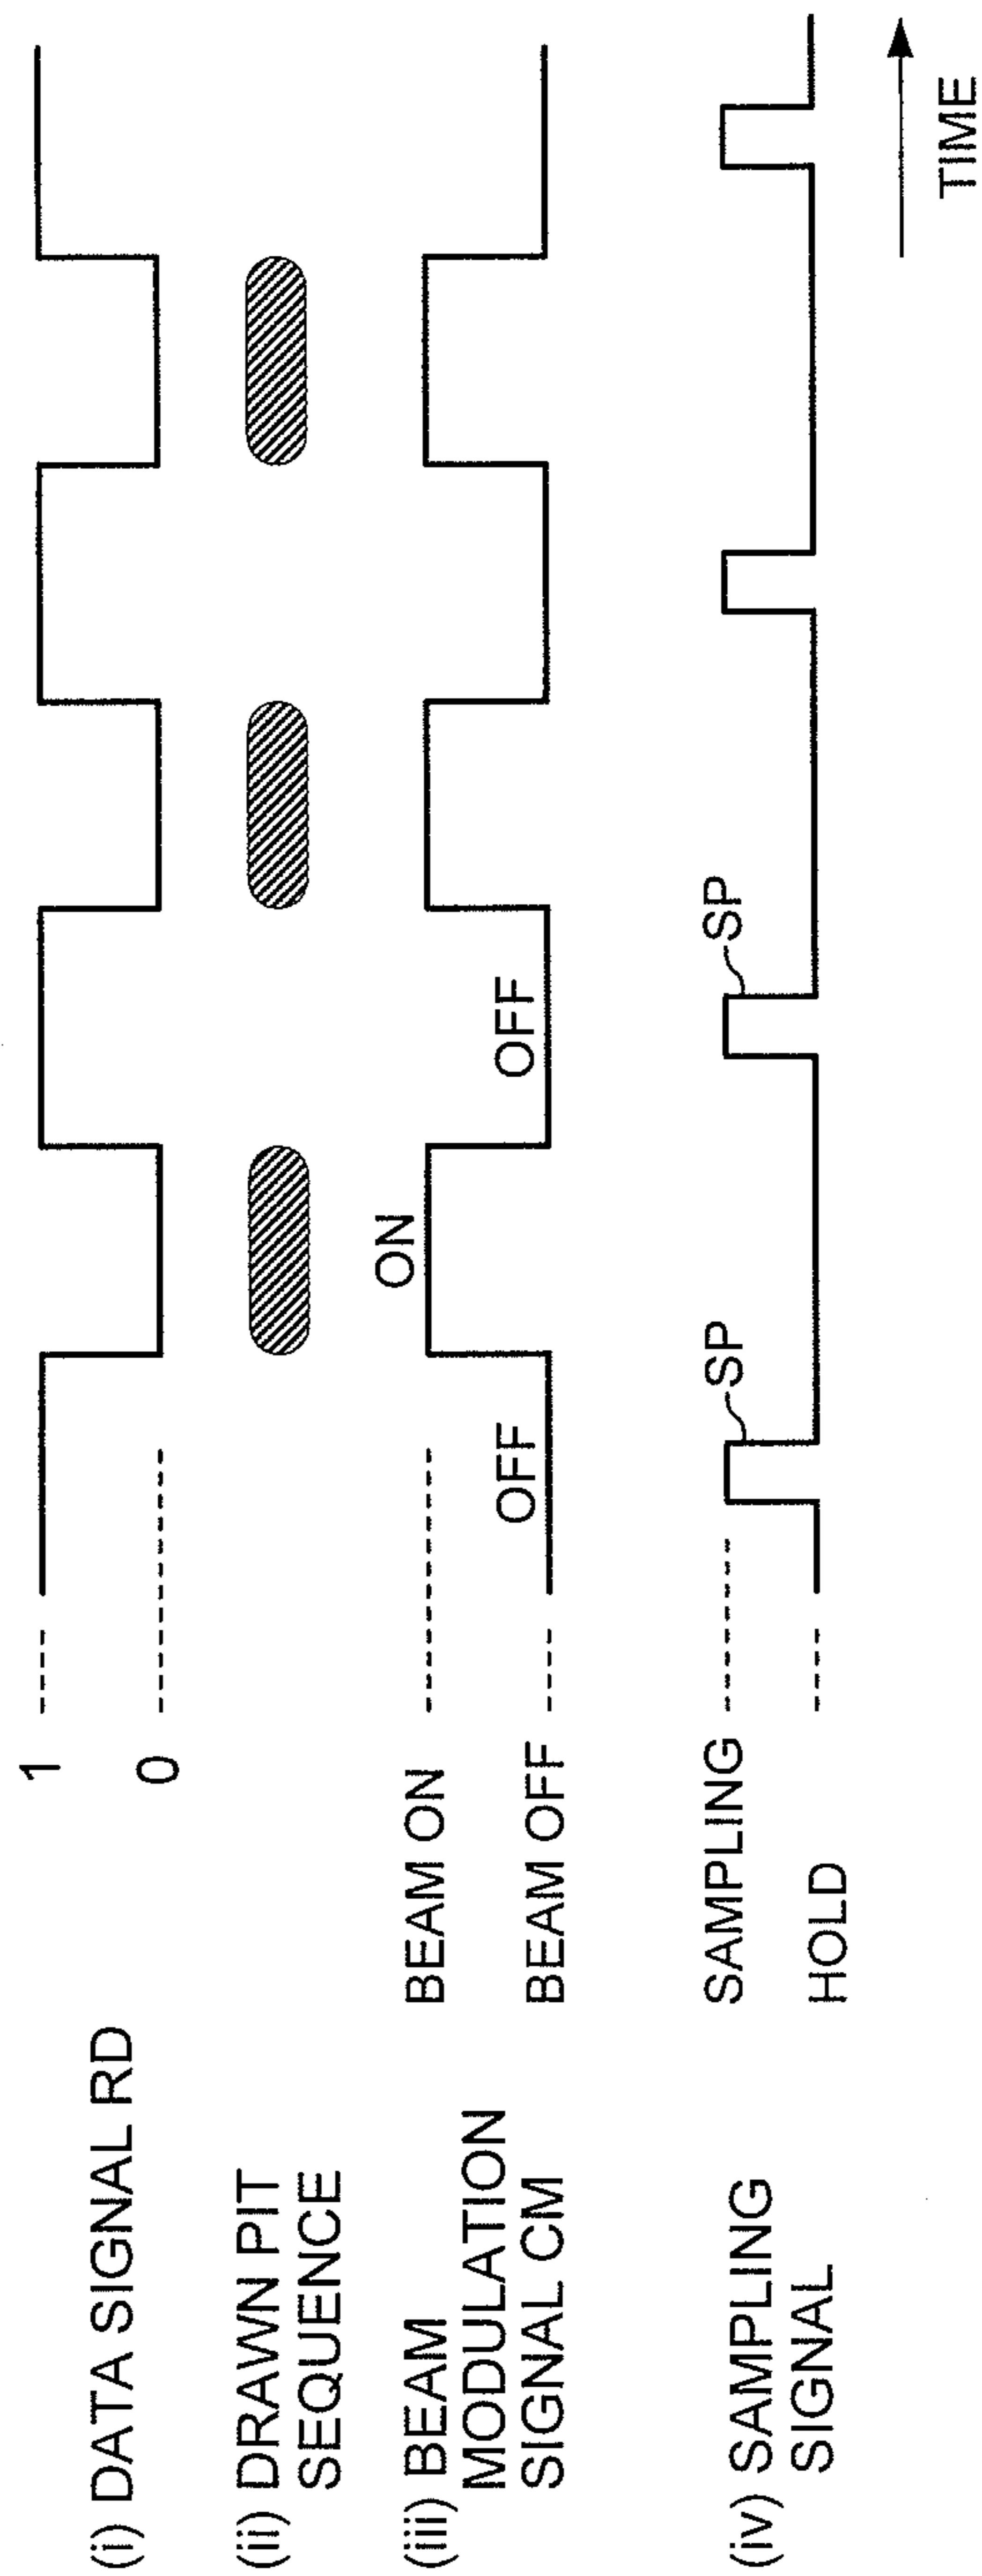 (i) DATA SIGNAL RD
1
0
(ii) DRAWN PIT
SEQUENCE
(iii) BEAM
MODULATION
SIGNAL CM
BEAM ON
BEAM OFF
OFF
ON
OFF
(iv) SAMPLING
SIGNAL
SAMPLING
HOLD
SP
SP
TIME